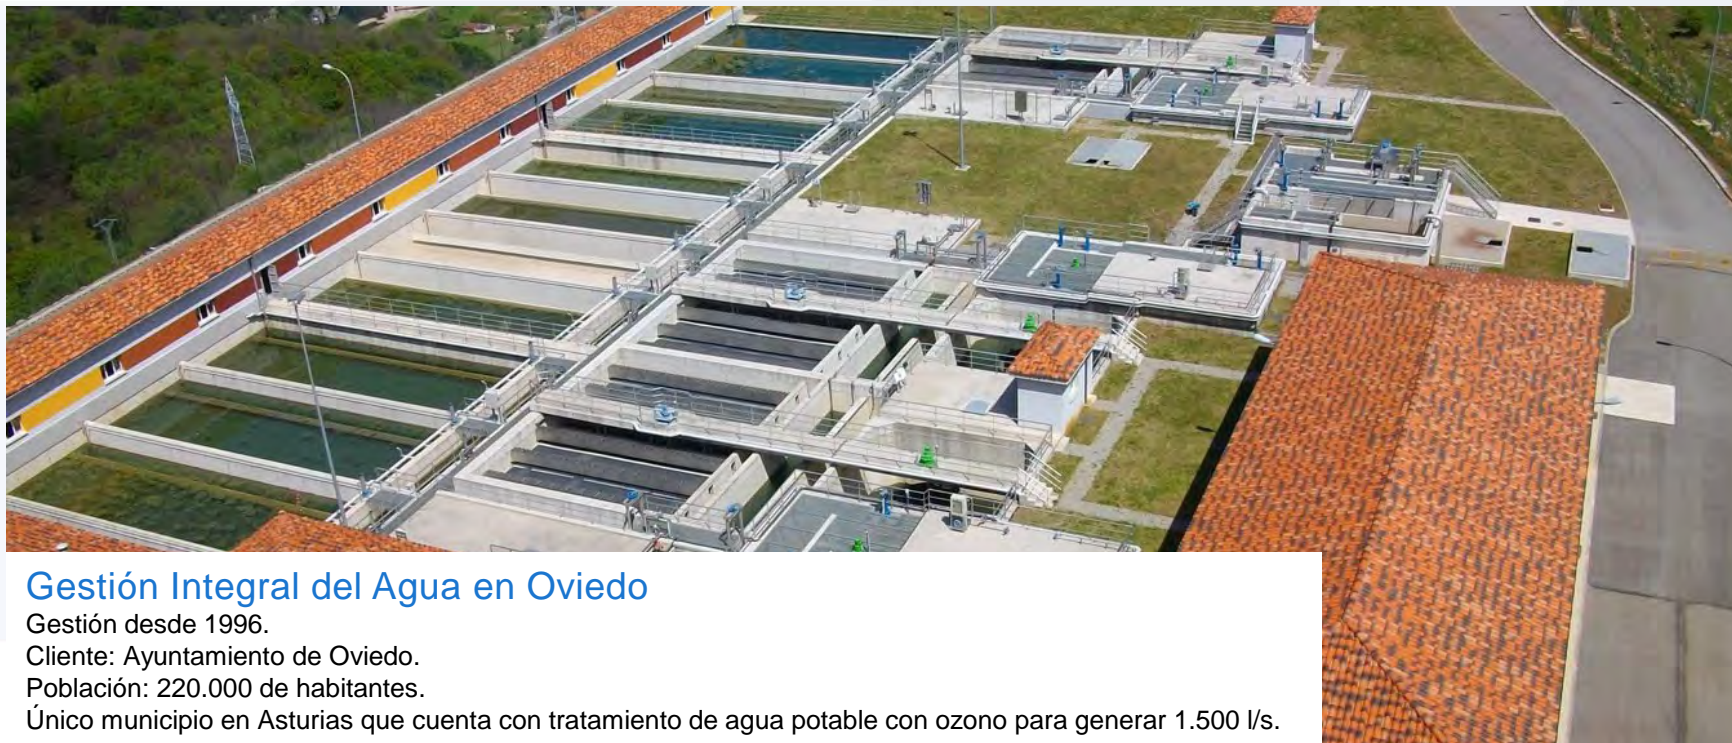 Gestión Integral del Agua en Oviedo
Gestión desde 1996.
Cliente: Ayuntamiento de Oviedo.
Población: 220.000 de habitantes.
Único municipio en Asturias que cuenta con tratamiento de agua potable con ozono para generar 1.500 l/s.